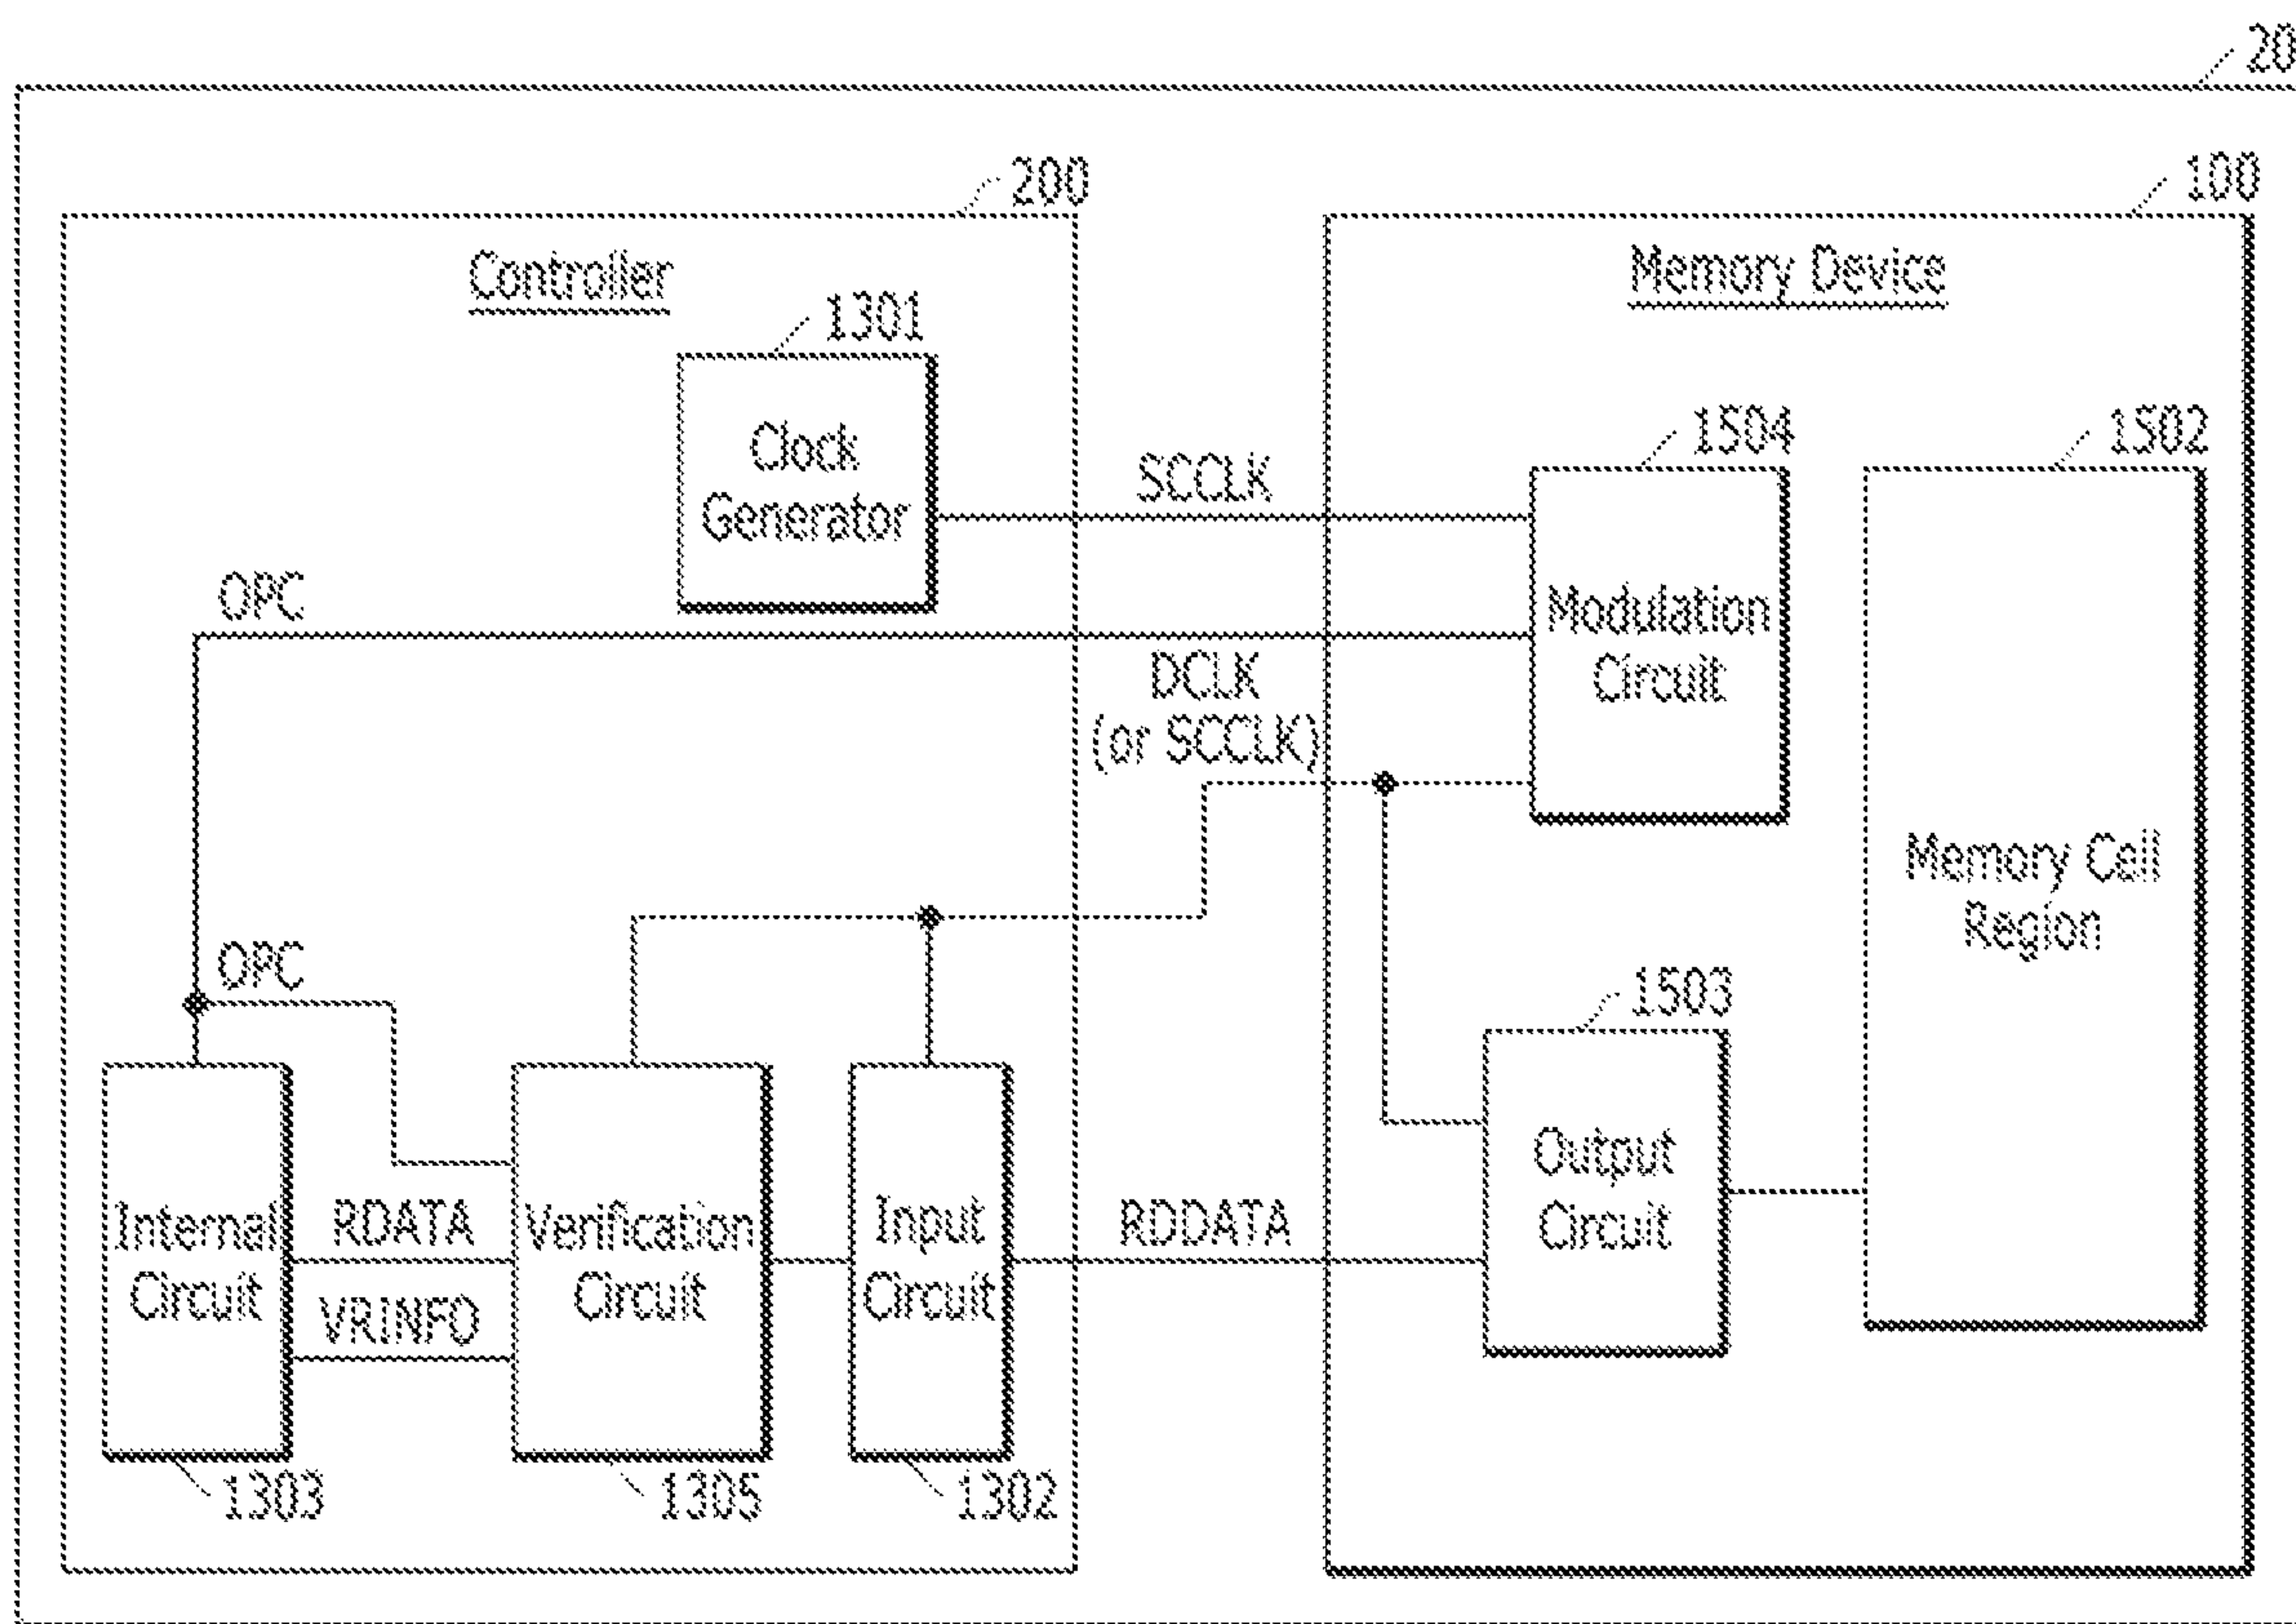 20
200
100
Controller
Memory Device
1301
Clock
Generator
1504
1502
SCCLK
OPC
Modulation
Circuit
DCLK
(or SCCLK)
Memory Cell
Region
OPC
1503
Output
Circuit
Internal
Circuit
RDATA
VRINFO
Verification
Circuit
Input
Circuit
RDDATA
1303
1305
1302